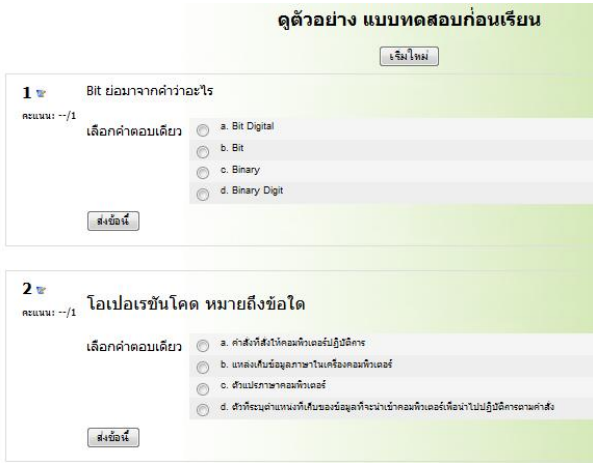 ดูตัวอย่าง แบบทดสอบก่อนเรียน
เริ่มใหม่
1
Bit ย่อมาจากคำว่าอะไร
คะแนน: --/1
เลือกคำตอบเดียว
a. Bit Digital
b. Bit
c. Binary
d. Binary Digit
ส่งข้อนี้
2
โอเปอเรชันโคด หมายถึงข้อใด
คะแนน: --/1
เลือกคำตอบเดียว
a. คำสั่งที่สั่งให้คอมพิวเตอร์ปฏิบัติการ
b. แหล่งเก็บข้อมูลภาษาในเครื่องคอมพิวเตอร์
c. ตัวแปรภาษาคอมพิวเตอร์
d. ตัวที่ระบุตำแหน่งที่เก็บของข้อมูลที่จะนำเข้าคอมพิวเตอร์เพื่อนำไปปฏิบัติการตามคำสั่ง
ส่งข้อนี้